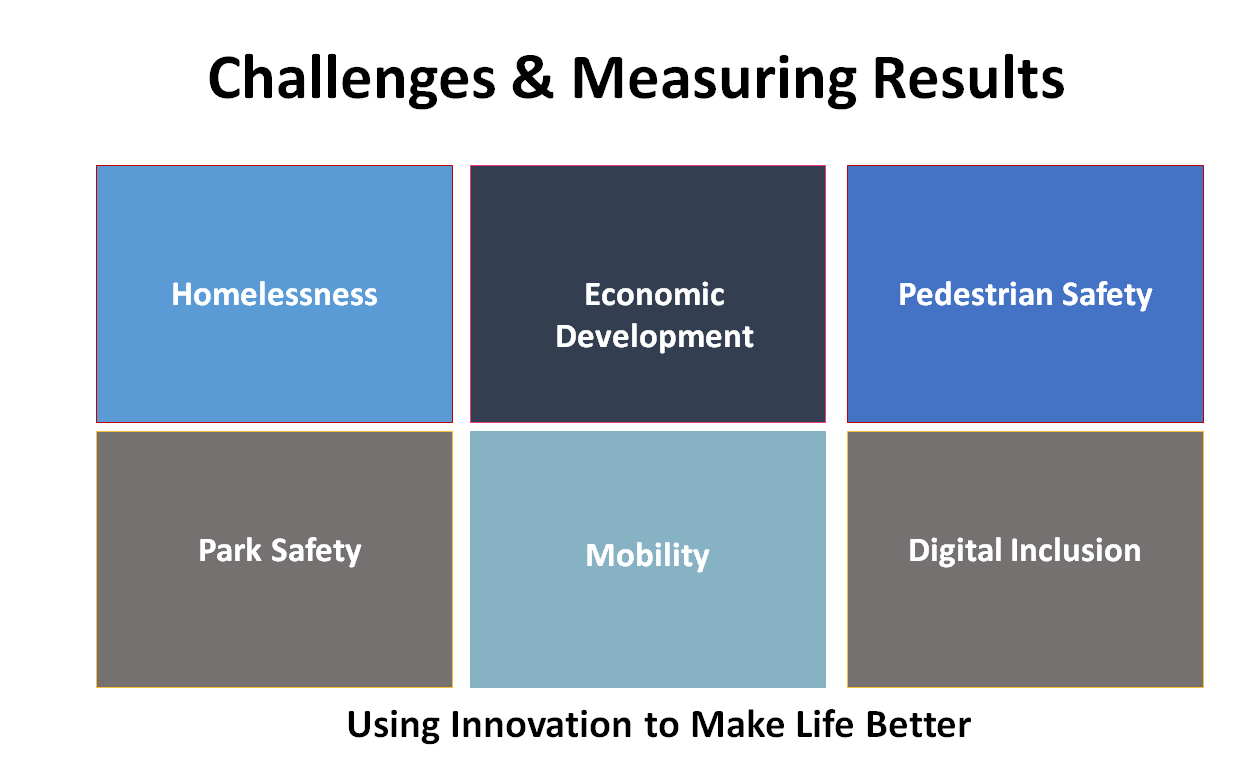 Challenges & Measuring Results
Homelessness
Economic
Development
Pedestrian Safety
Park Safety
Mobility
Digital Inclusion
Using Innovation to Make Life Better